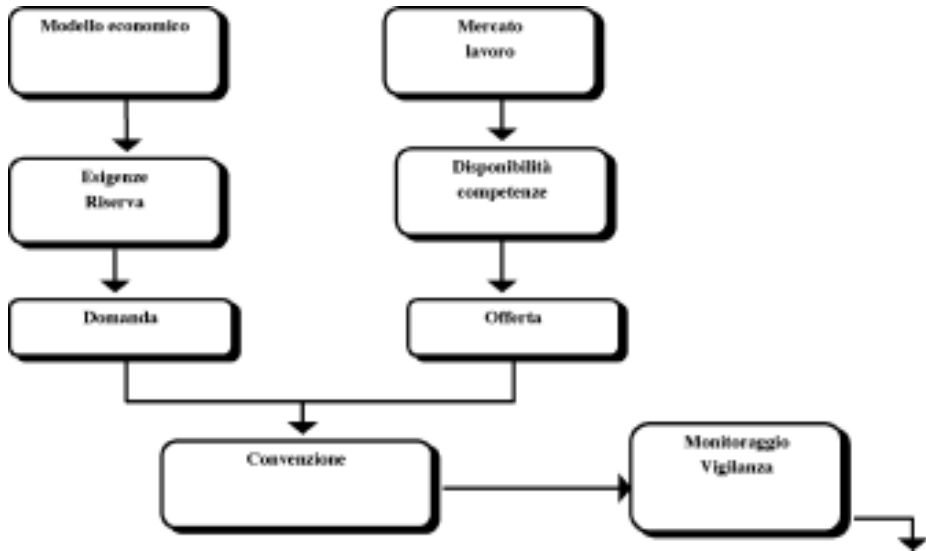 Modello economico
Mercato
lavoro
Esigenze
Riserva
Disponibilità
competenze
Domanda
Offerta
Convenzione
Monitoraggio
Vigilanza